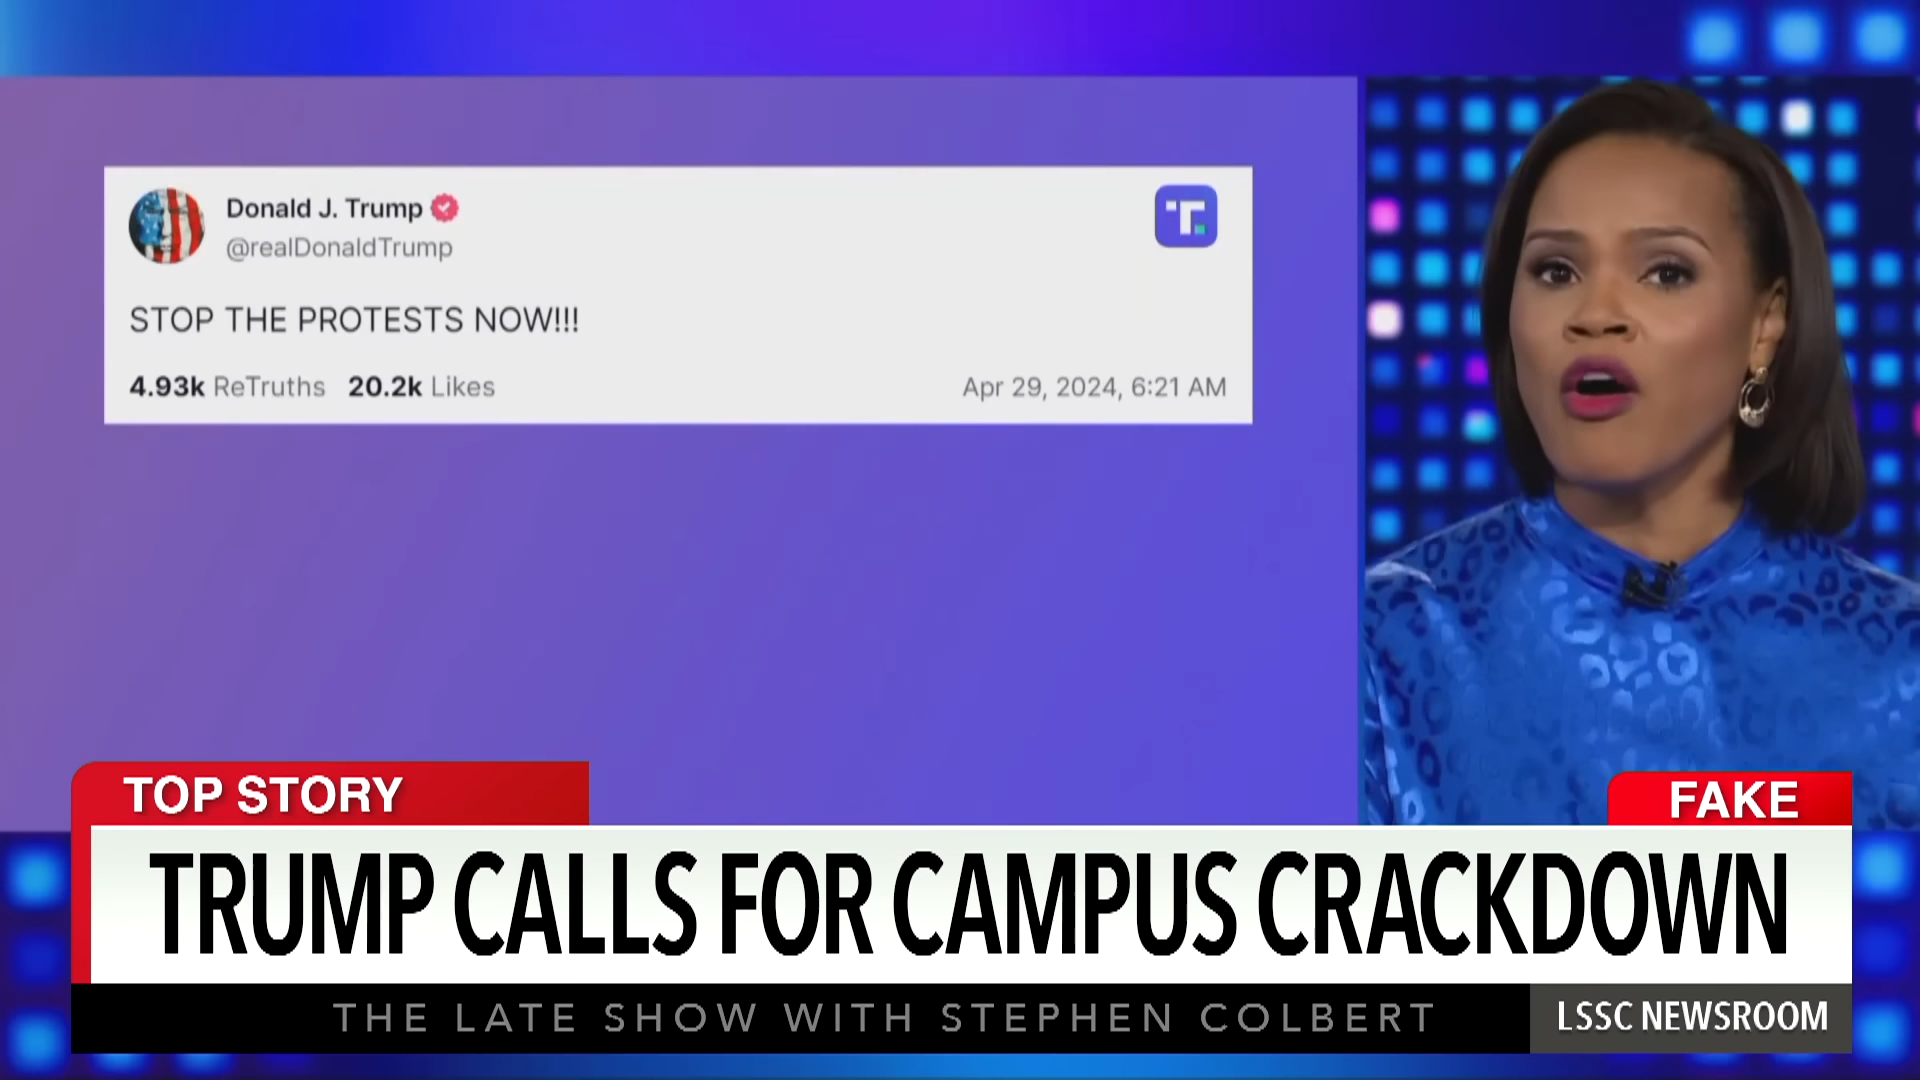 Donald J. Trump
@realDonaldTrump
T.
STOP THE PROTESTS NOW!!!
4.93k ReTruths 20.2k Likes
Apr 29, 2024, 6:21 AM
TOP STORY
FAKE
TRUMP CALLS FOR CAMPUS CRACKDOWN
THE LATE SHOW WITH STEPHEN COLBERT
LSSC NEWSROOM